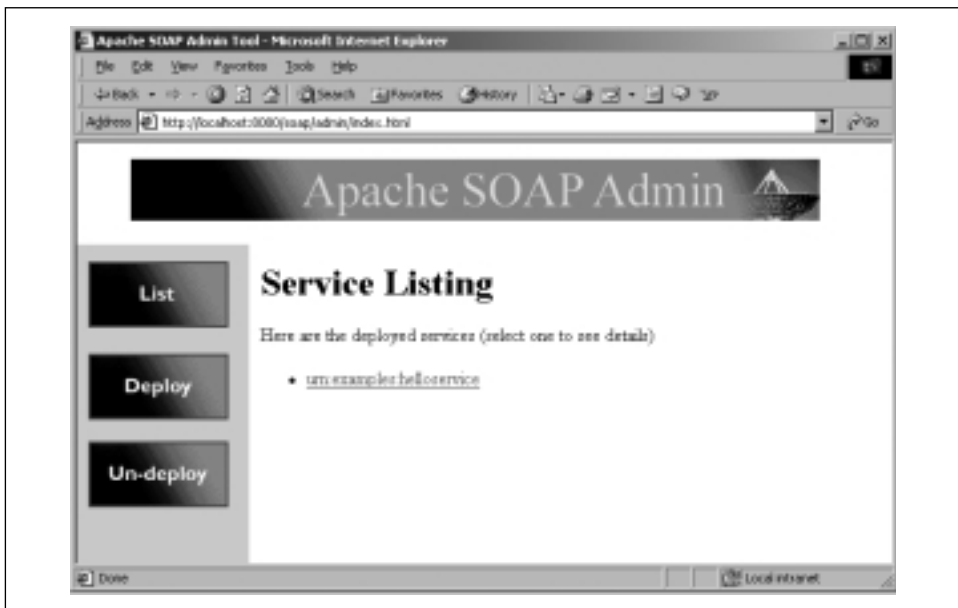 Apache SOAP Admin Tool - Microsoft Internet Explorer
File Edit View Favorites Tools Help
Back Search Favorites History
Address http://localhost:8080/soap/admin/index.html Go
Apache SOAP Admin
List
Deploy
Un-deploy
Service Listing
Here are the deployed services (select one to see details)
• urn:examples:helloservice
Done Local intranet